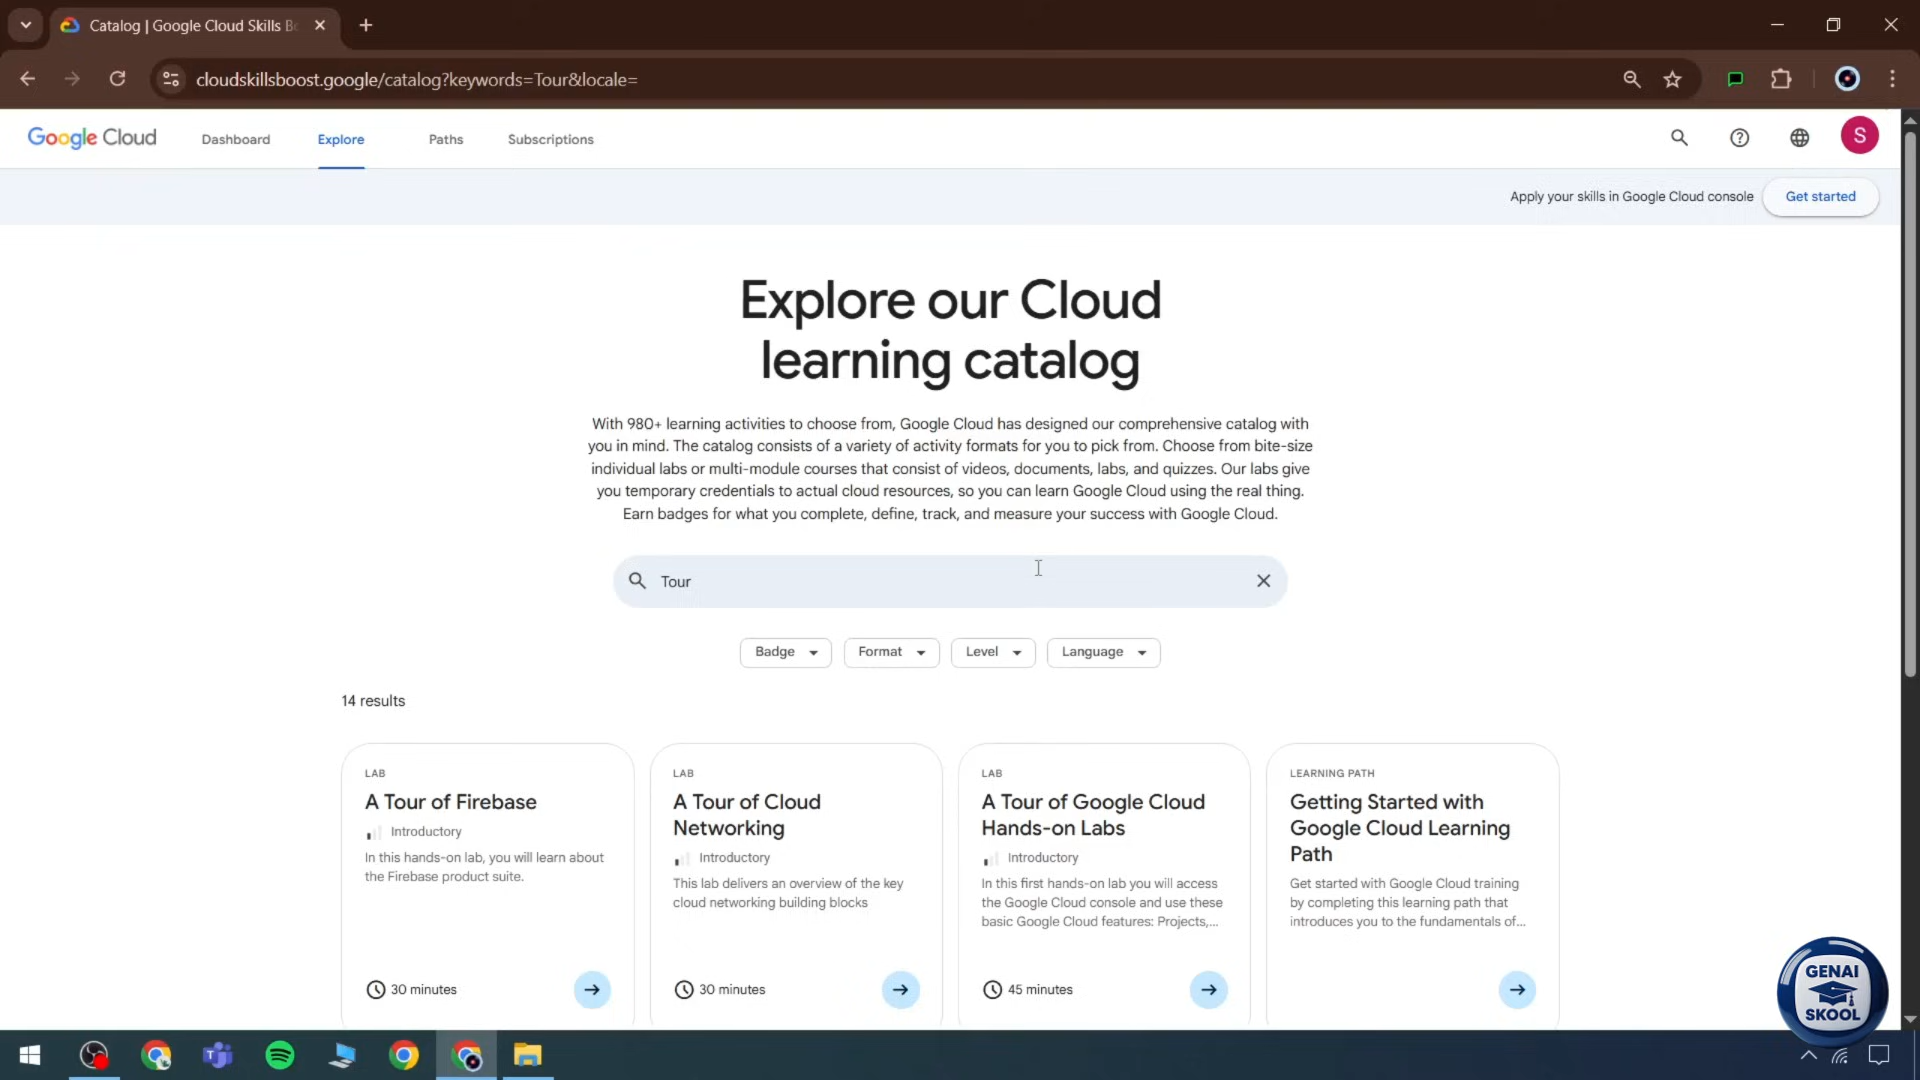 Catalog | Google Cloud Skills Bo
cloudskillsboost.google/catalog?keywords=Tour&locale=
Google Cloud
Dashboard
Explore
Paths
Subscriptions
S
Apply your skills in Google Cloud console
Get started
Explore our Cloud
learning catalog
With 980+ learning activities to choose from, Google Cloud has designed our comprehensive catalog with
you in mind. The catalog consists of a variety of activity formats for you to pick from. Choose from bite-size
individual labs or multi-module courses that consist of videos, documents, labs, and quizzes. Our labs give
you temporary credentials to actual cloud resources, so you can learn Google Cloud using the real thing.
Earn badges for what you complete, define, track, and measure your success with Google Cloud.
Tour
Badge
Format
Level
Language
14 results
LAB
A Tour of Firebase
Introductory
In this hands-on lab, you will learn about
the Firebase product suite.
30 minutes
LAB
A Tour of Cloud
Networking
Introductory
This lab delivers an overview of the key
cloud networking building blocks
30 minutes
LAB
A Tour of Google Cloud
Hands-on Labs
Introductory
In this first hands-on lab you will access
the Google Cloud console and use these
basic Google Cloud features: Projects,...
45 minutes
LEARNING PATH
Getting Started with
Google Cloud Learning
Path
Get started with Google Cloud training
by completing this learning path that
introduces you to the fundamentals of...
GENAI
SKOOL